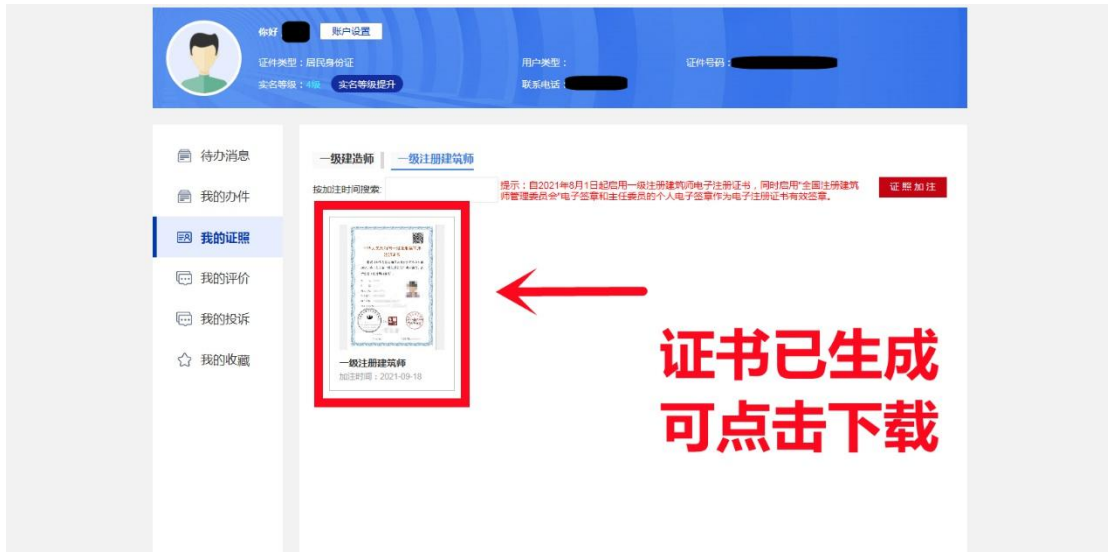 你好
账户设置
证件类型：居民身份证
用户类型：
证件号码：
实名等级：4级
实名等级提升
联系电话：
待办消息
我的办件
我的证照
我的评价
我的投诉
我的收藏
一级建造师
一级注册建筑师
按加注时间搜索:
提示：自2021年8月1日起启用一级注册建筑师电子注册证书，同时启用“全国注册建筑
师管理委员会”电子签章和主任委员的个人电子签章作为电子注册证书有效签章。
证照加注
一级注册建筑师
加注时间：2021-09-18
证书已生成
可点击下载